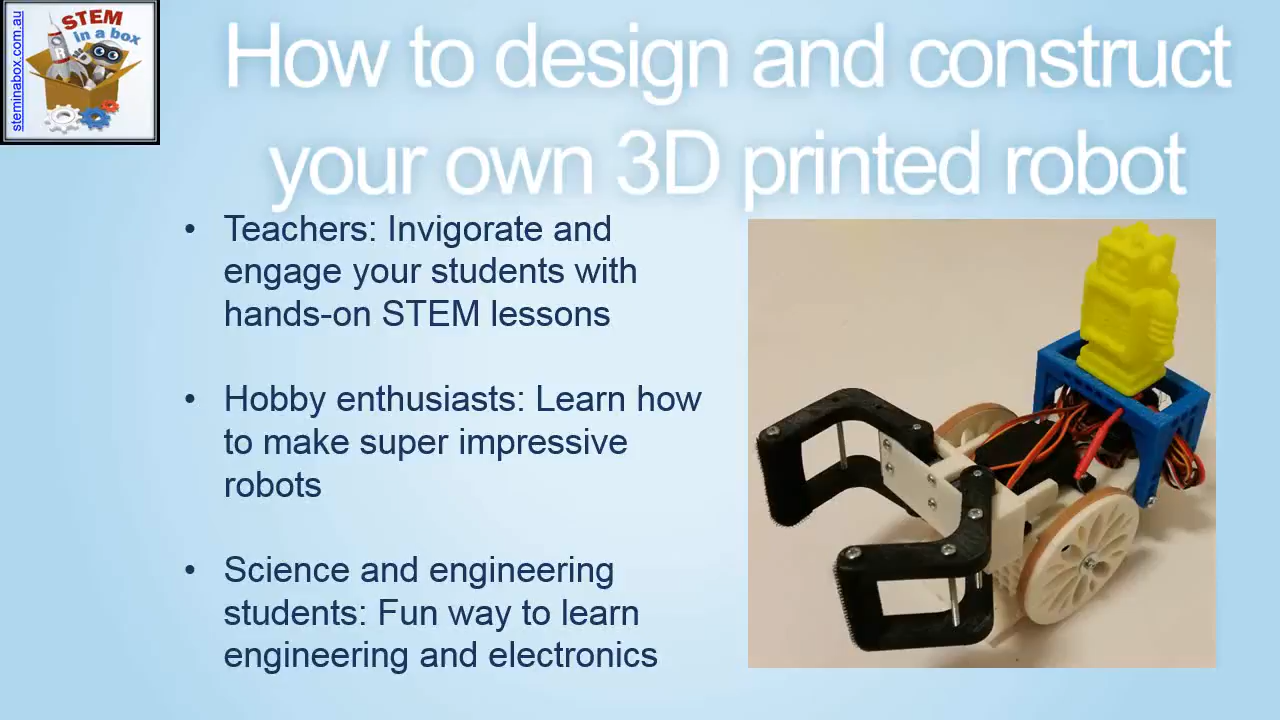 STEM
in a box
steminabox.com.au
How to design and construct
your own 3D printed robot
• Teachers: Invigorate and
engage your students with
hands-on STEM lessons
• Hobby enthusiasts: Learn how
to make super impressive
robots
• Science and engineering
students: Fun way to learn
engineering and electronics